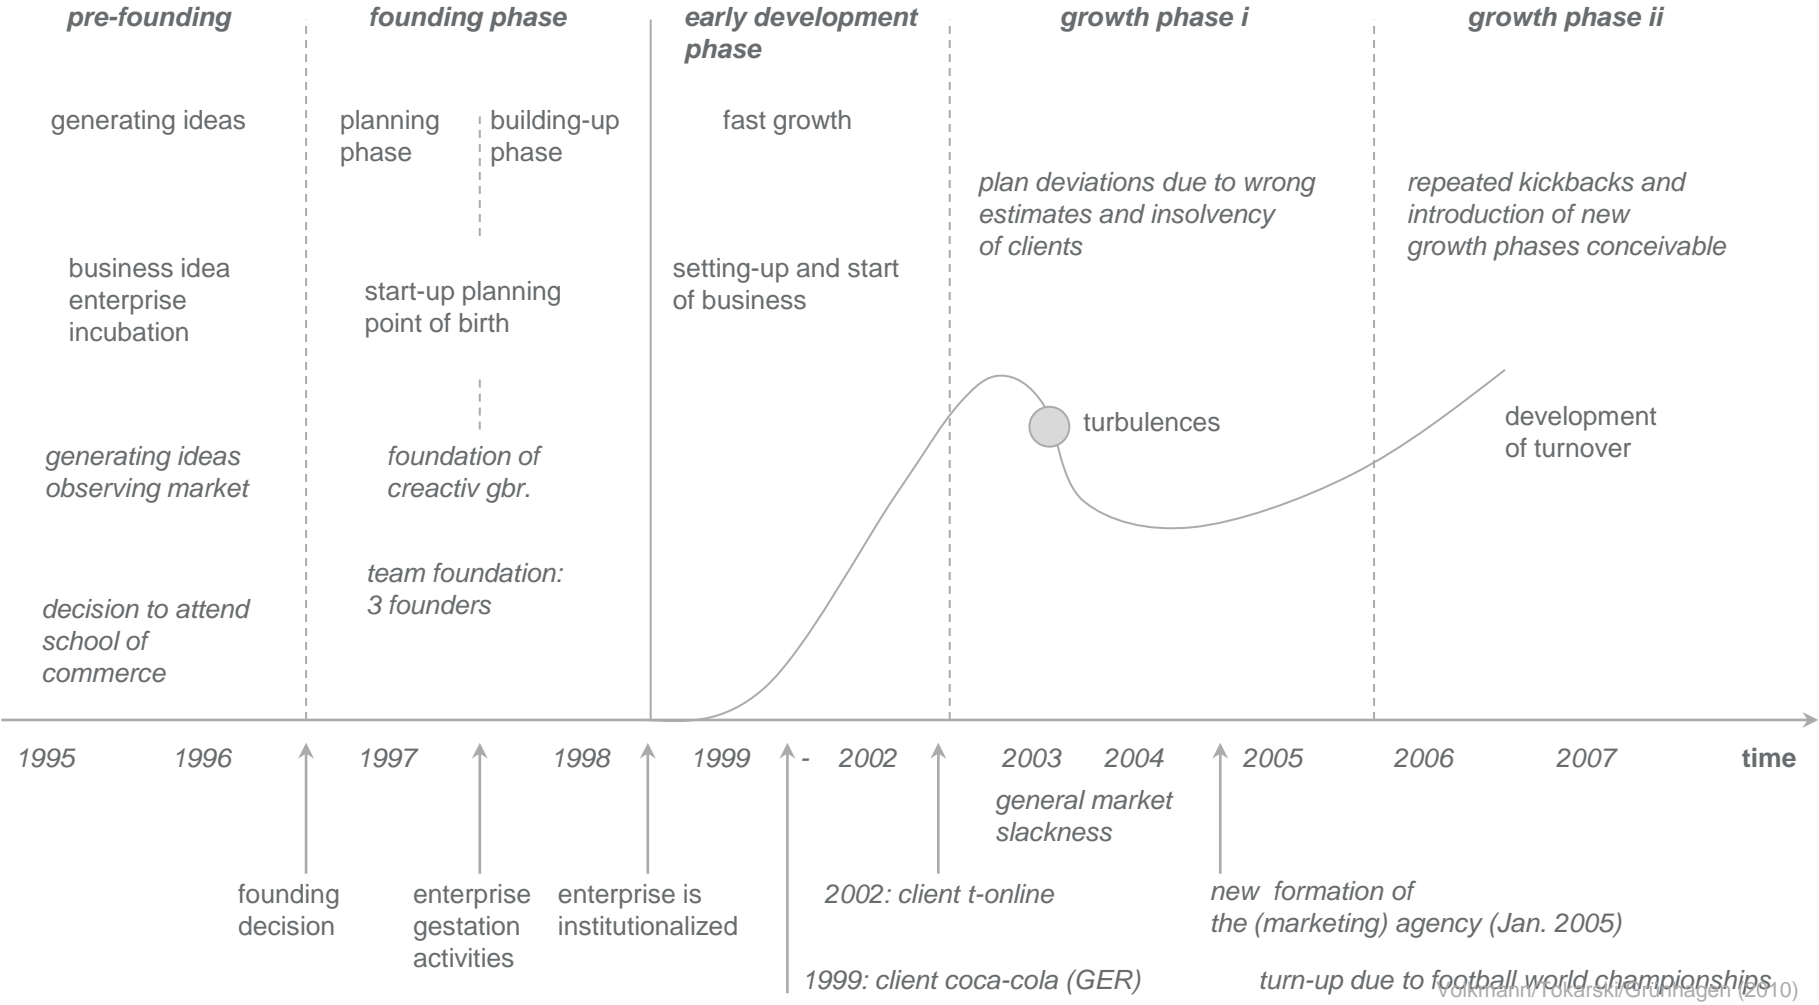 pre-founding
founding phase
early development
phase
growth phase i
growth phase ii
generating ideas
planning
phase
building-up
phase
fast growth
plan deviations due to wrong
estimates and insolvency
of clients
repeated kickbacks and
introduction of new
growth phases conceivable
business idea
enterprise
incubation
start-up planning
point of birth
setting-up and start
of business
turbulences
development
of turnover
generating ideas
observing market
foundation of
creactiv gbr.
team foundation:
3 founders
decision to attend
school of
commerce
1995 1996 1997 1998 1999 - 2002 2003 2004 2005 2006 2007 time
general market
slackness
founding
decision
enterprise
gestation
activities
enterprise is
institutionalized
2002: client t-online
new formation of
the (marketing) agency (Jan. 2005)
1999: client coca-cola (GER)
turn-up due to football world championships
Volkmann/Tokarski/Grünhagen (2010)